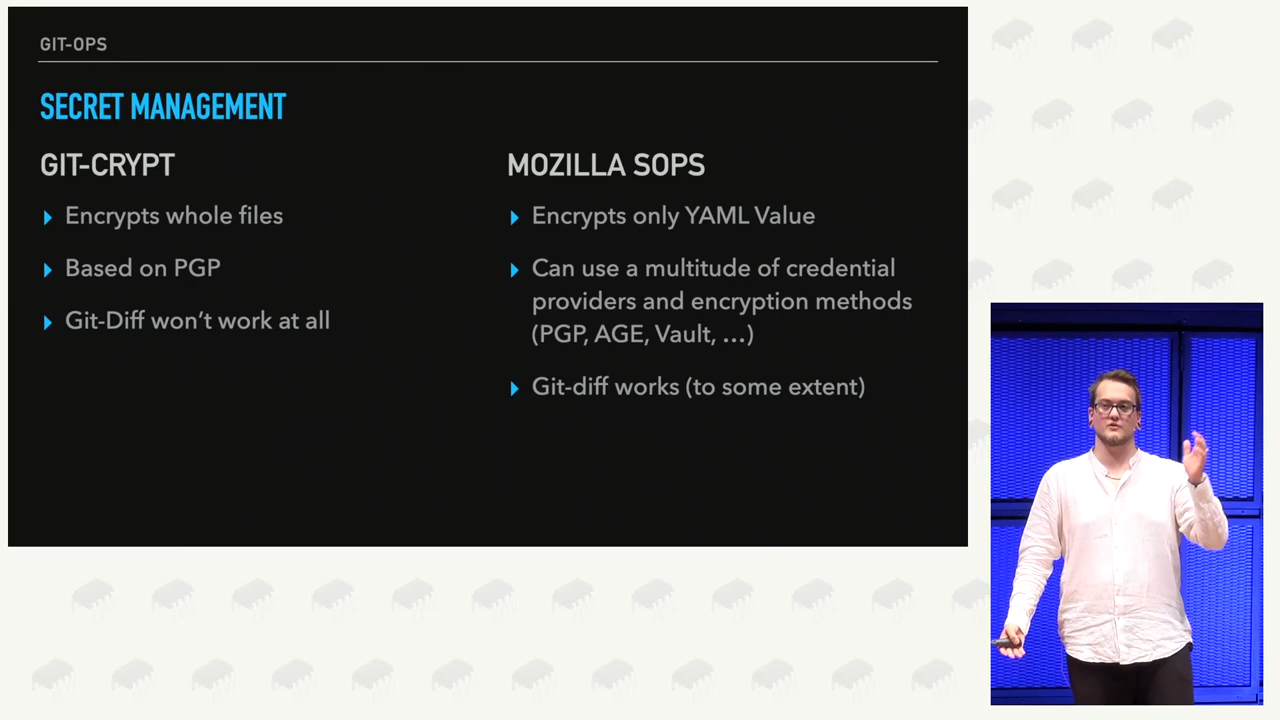 GIT-OPS
SECRET MANAGEMENT
GIT-CRYPT
Encrypts whole files
Based on PGP
Git-Diff won’t work at all
MOZILLA SOPS
Encrypts only YAML Value
Can use a multitude of credential
providers and encryption methods
(PGP, AGE, Vault, …)
Git-diff works (to some extent)